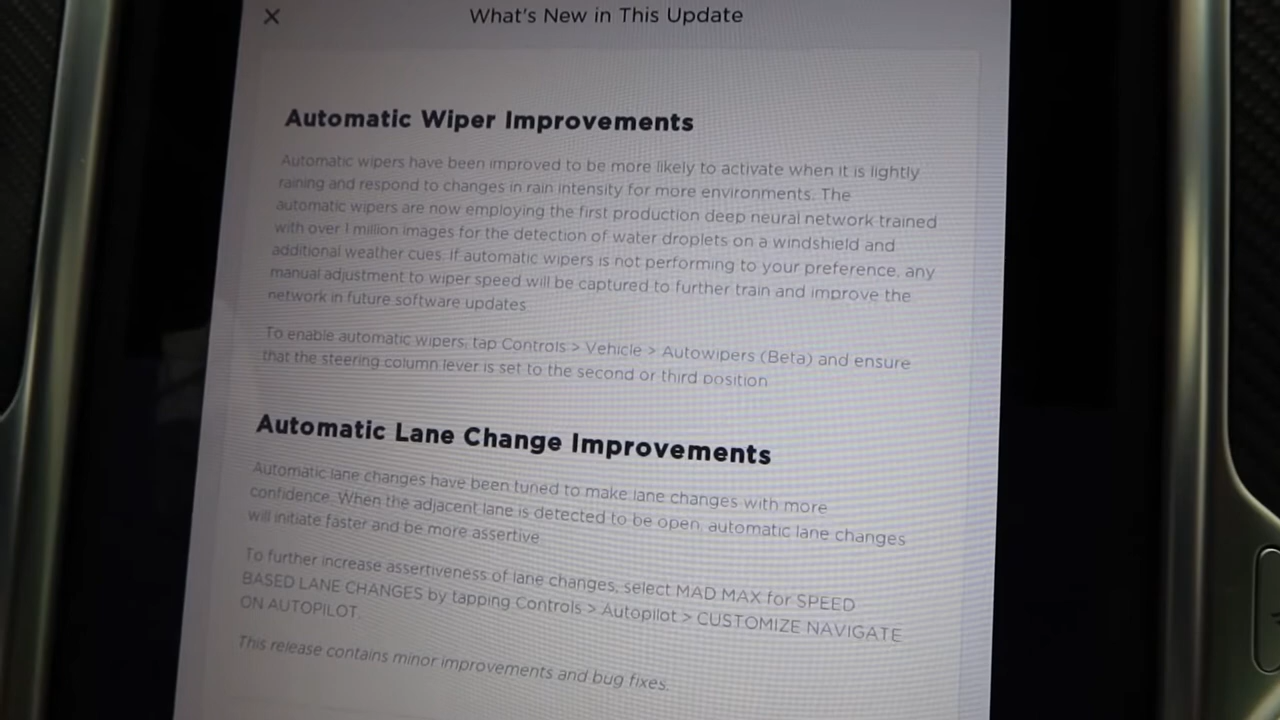 What's New in This Update
Automatic Wiper Improvements
Automatic wipers have been improved to be more likely to activate when it is lightly
raining and respond to changes in rain intensity for more environments. The
automatic wipers are now employing the first production deep neural network trained
with over 1 million images for the detection of water droplets on a windshield and
additional weather cues. If automatic wipers is not performing to your preference, any
manual adjustment to wiper speed will be captured to further train and improve the
network in future software updates
To enable automatic wipers, tap Controls > Vehicle > Autowipers (Beta) and ensure
that the steering column lever is set to the second or third position
Automatic Lane Change Improvements
Automatic lane changes have been tuned to make lane changes with more
confidence. When the adjacent lane is detected to be open, automatic lane changes
will initiate faster and be more assertive
To further increase assertiveness of lane changes, select MAD MAX for SPEED
BASED LANE CHANGES by tapping Controls > Autopilot > CUSTOMIZE NAVIGATE
ON AUTOPILOT.
This release contains minor improvements and bug fixes.